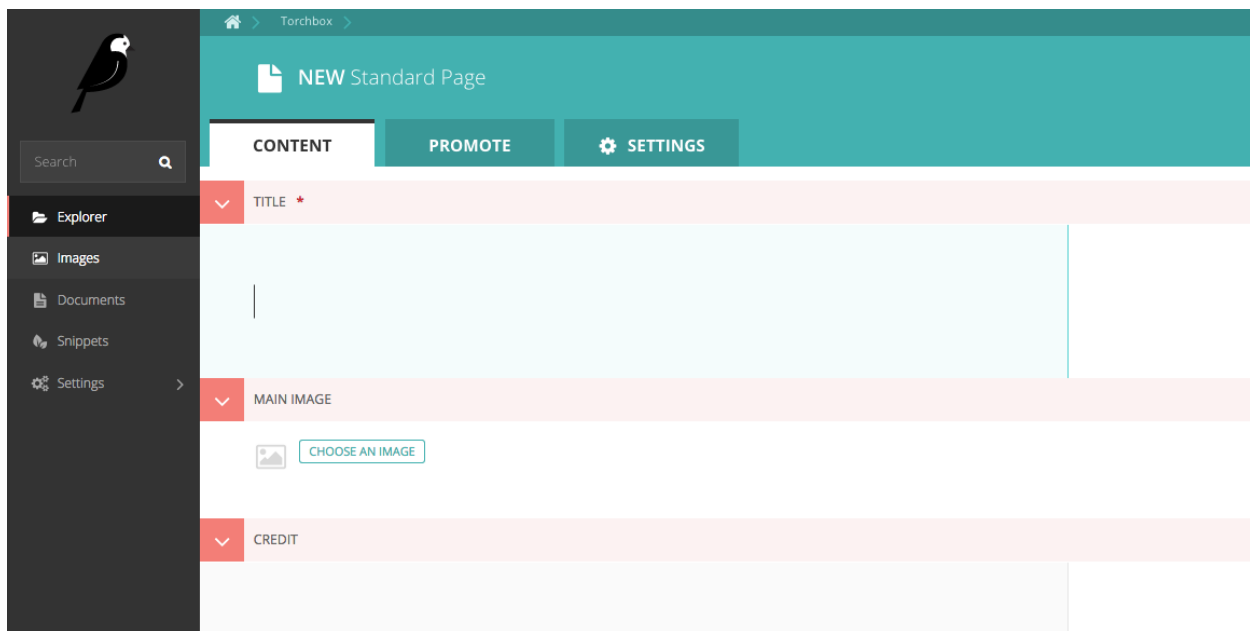 Torchbox
NEW Standard Page
CONTENT PROMOTE SETTINGS
Search
Explorer
Images
Documents
Snippets
Settings
TITLE *
MAIN IMAGE
CHOOSE AN IMAGE
CREDIT